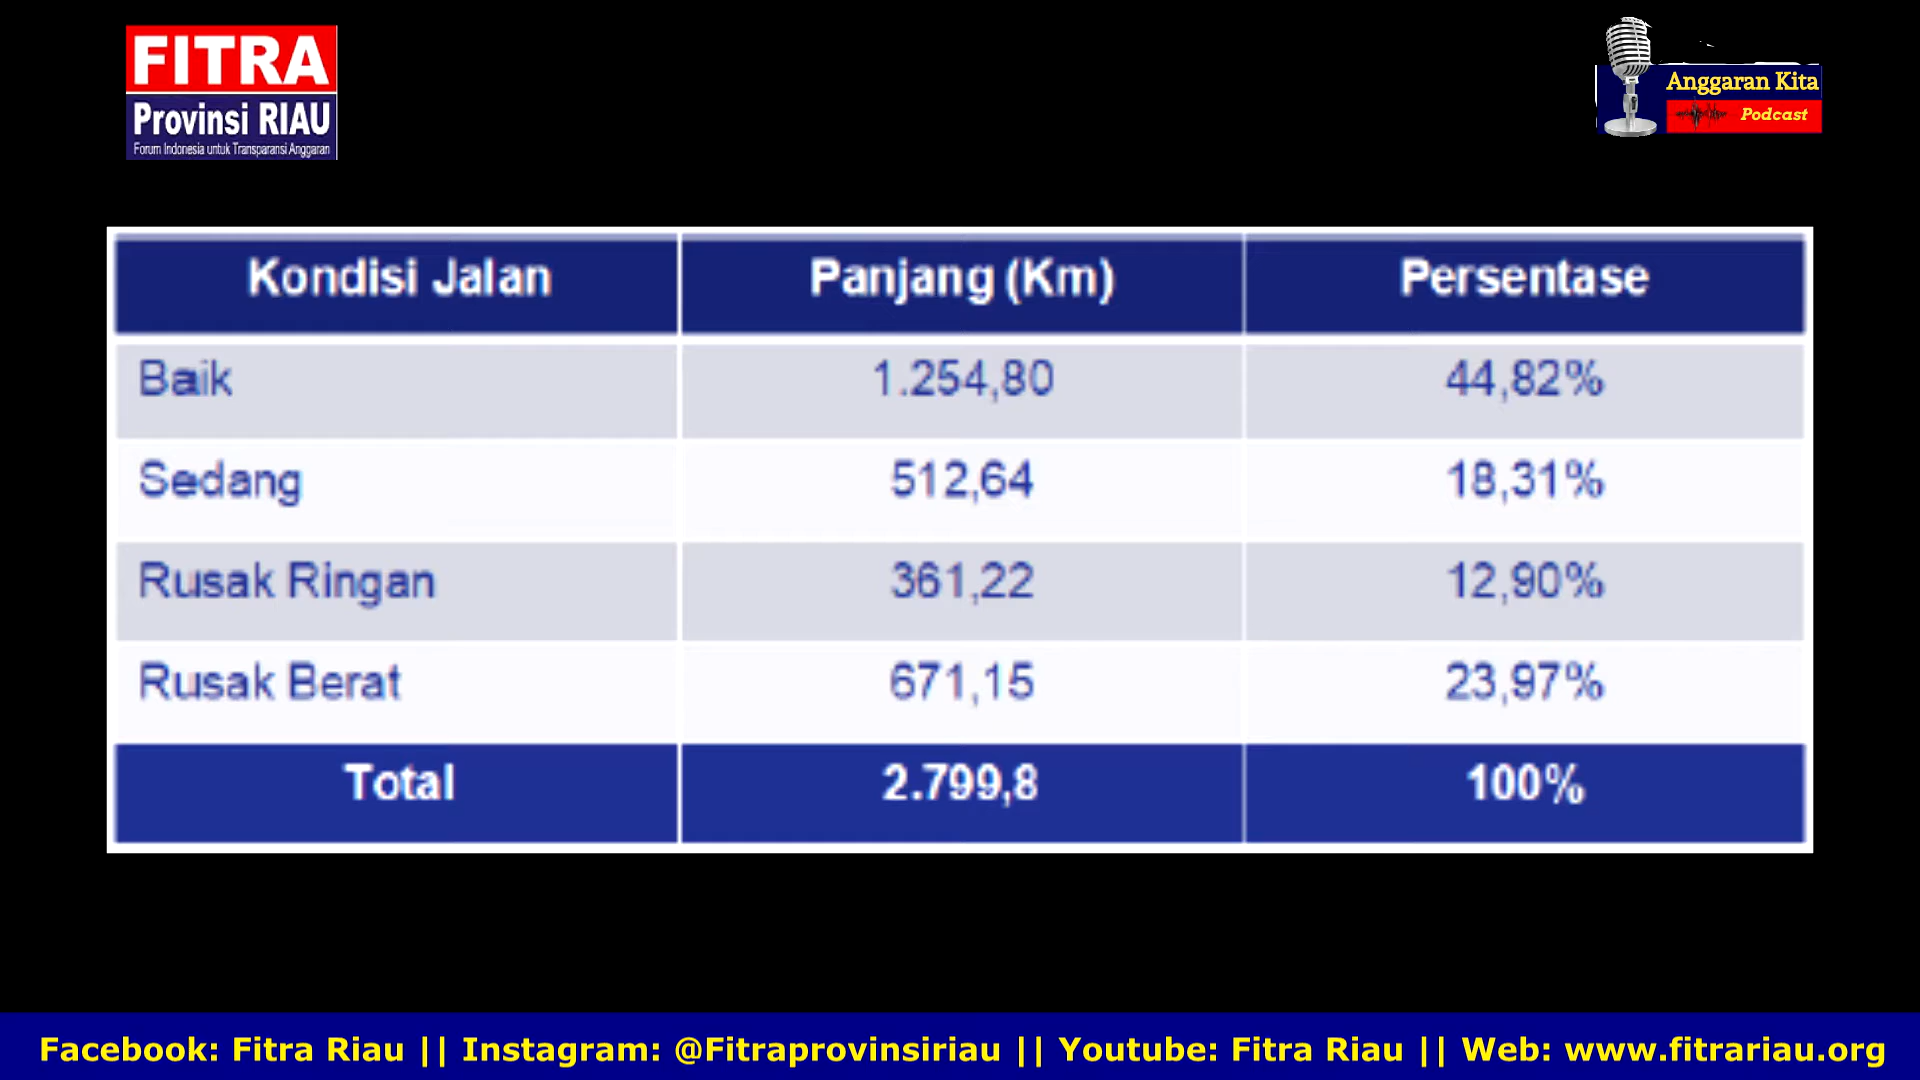 FITRA
Provinsi RIAU
Forum Indonesia untuk Transparansi Anggaran
Anggaran Kita
Podcast
Kondisi Jalan Panjang (Km) Persentase
Baik 1.254,80 44,82%
Sedang 512,64 18,31%
Rusak Ringan 361,22 12,90%
Rusak Berat 671,15 23,97%
Total 2.799,8 100%
Facebook: Fitra Riau || Instagram: @Fitraprovinsiriau || Youtube: Fitra Riau || Web: www.fitrariau.org